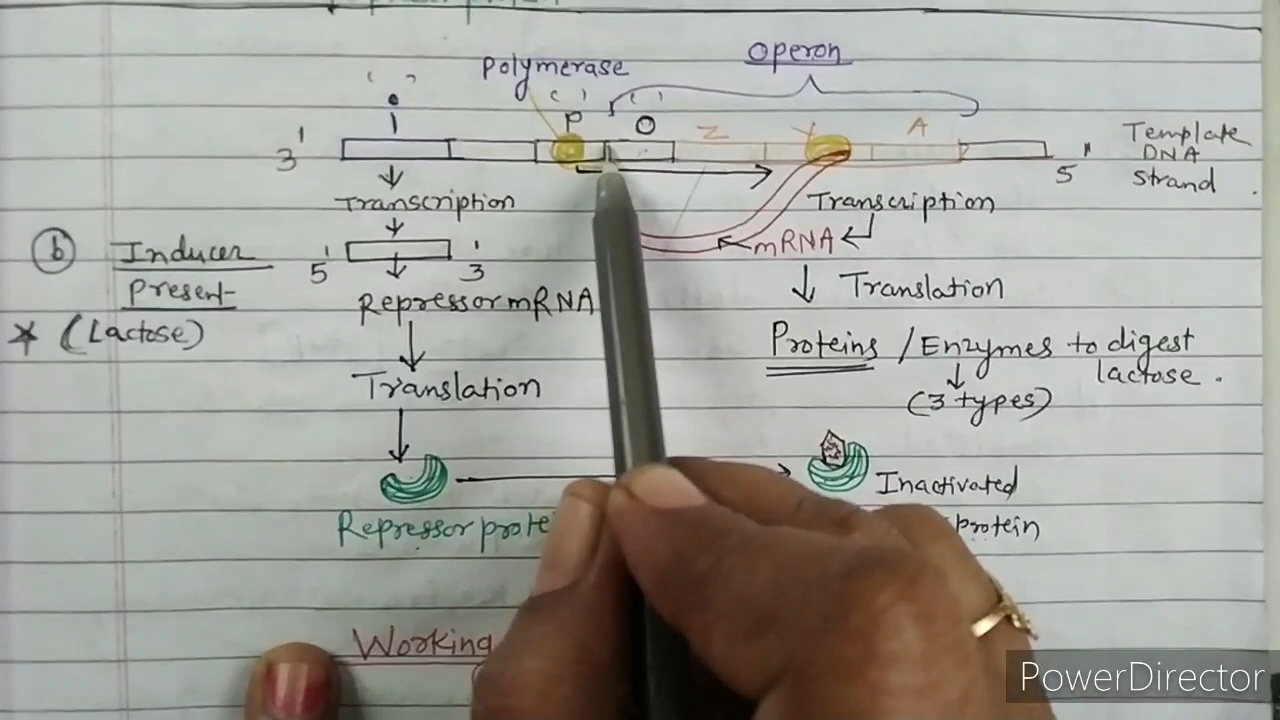 Operon
Polymerase
i P O Z Y A
3' 5' Template
DNA
Strand
Transcription Transcription
mRNA
b Inducer 5' 3'
Present
Translation
Repressor mRNA
(Lactose)
Proteins / Enzymes to digest
lactose.
Translation (3 types)
Inactivated
Repressor protein
Working
PowerDirector